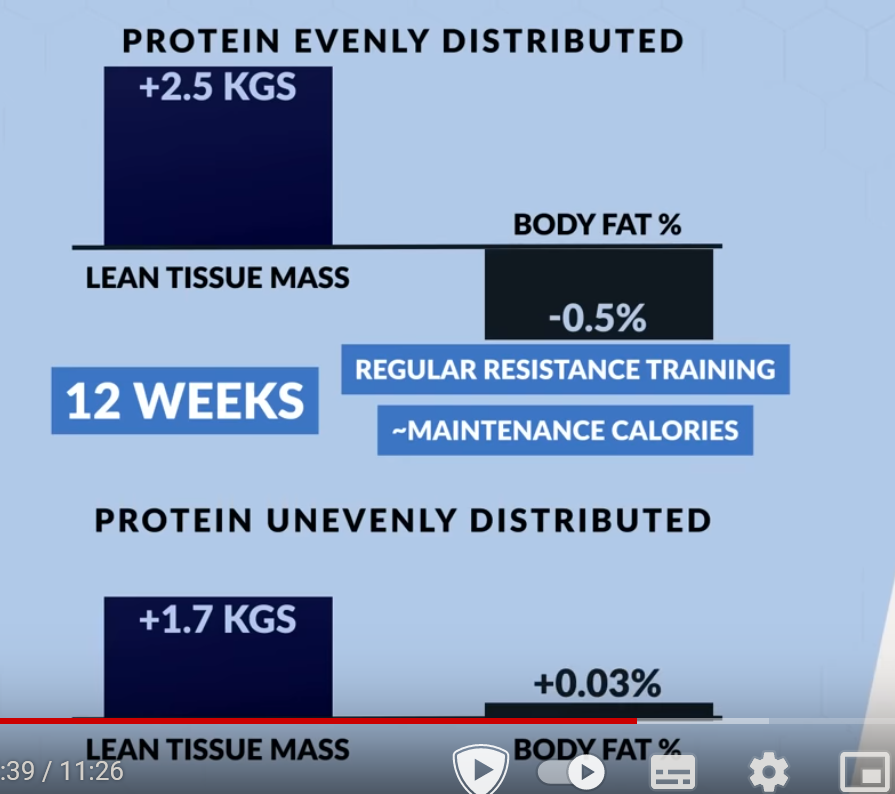 PROTEIN EVENLY DISTRIBUTED
+2.5 KGS
BODY FAT %
LEAN TISSUE MASS
-0.5%
REGULAR RESISTANCE TRAINING
12 WEEKS
~MAINTENANCE CALORIES
PROTEIN UNEVENLY DISTRIBUTED
+1.7 KGS
+0.03%
LEAN TISSUE MASS
BODY FAT %
:39 / 11:26